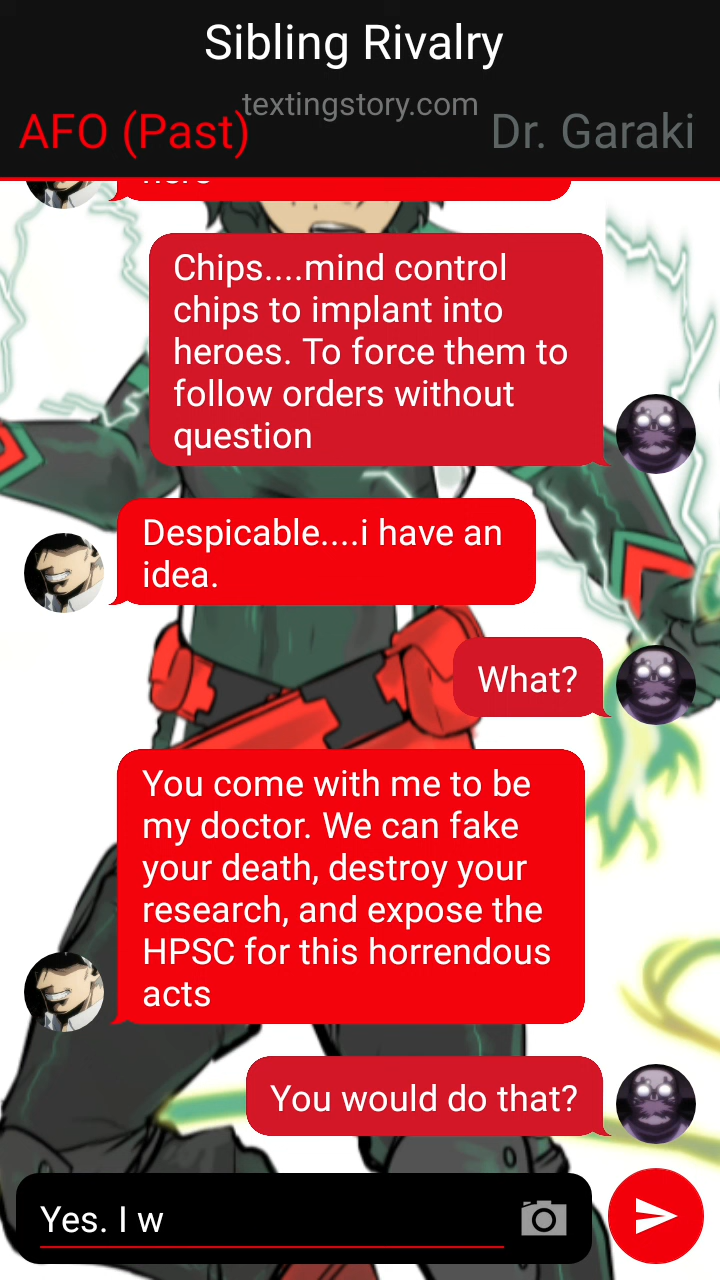 Sibling Rivalry
textingstory.com
AFO (Past)
Dr. Garaki
Chips....mind control
chips to implant into
heroes. To force them to
follow orders without
question
Despicable....i have an
idea.
What?
You come with me to be
my doctor. We can fake
your death, destroy your
research, and expose the
HPSC for this horrendous
acts
You would do that?
Yes. I w